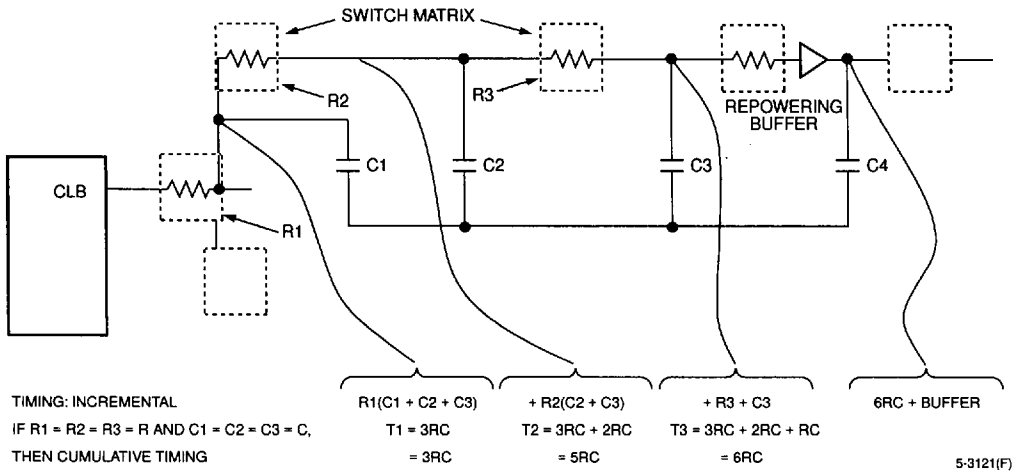 SWITCH MATRIX
R2
R3
REPOWERING
BUFFER
C1
C2
C3
C4
CLB
R1
TIMING: INCREMENTAL
R1(C1 + C2 + C3)
+ R2(C2 + C3)
+ R3 + C3
6RC + BUFFER
IF R1 = R2 = R3 = R AND C1 = C2 = C3 = C,
T1 = 3RC
T2 = 3RC + 2RC
T3 = 3RC + 2RC + RC
THEN CUMULATIVE TIMING
= 3RC
= 5RC
= 6RC
5-3121(F)